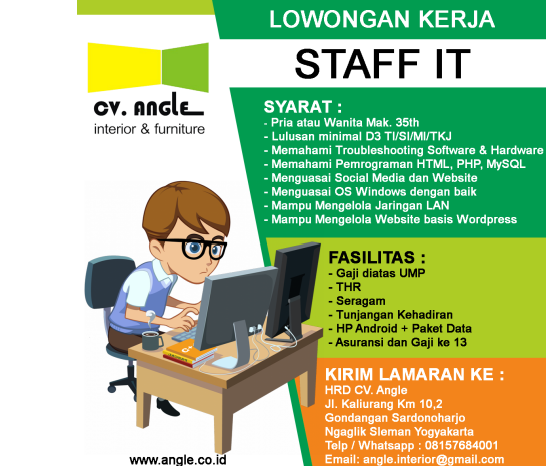 LOWONGAN KERJA
STAFF IT
CV. ANGLE
interior & furniture
SYARAT :
- Pria atau Wanita Mak. 35th
- Lulusan minimal D3 TI/SI/MI/TKJ
- Memahami Troubleshooting Software & Hardware
- Memahami Pemrograman HTML, PHP, MySQL
- Menguasai Social Media dan Website
- Menguasai OS Windows dengan baik
- Mampu Mengelola Jaringan LAN
- Mampu Mengelola Website basis Wordpress
FASILITAS :
- Gaji diatas UMP
- THR
- Seragam
- Tunjangan Kehadiran
- HP Android + Paket Data
- Asuransi dan Gaji ke 13
KIRIM LAMARAN KE :
HRD CV. Angle
Jl. Kaliurang Km 10,2
Gondangan Sardonoharjo
Ngaglik Sleman Yogyakarta
Telp / Whatsapp : 08157684001
Email: angle.interior@gmail.com
www.angle.co.id